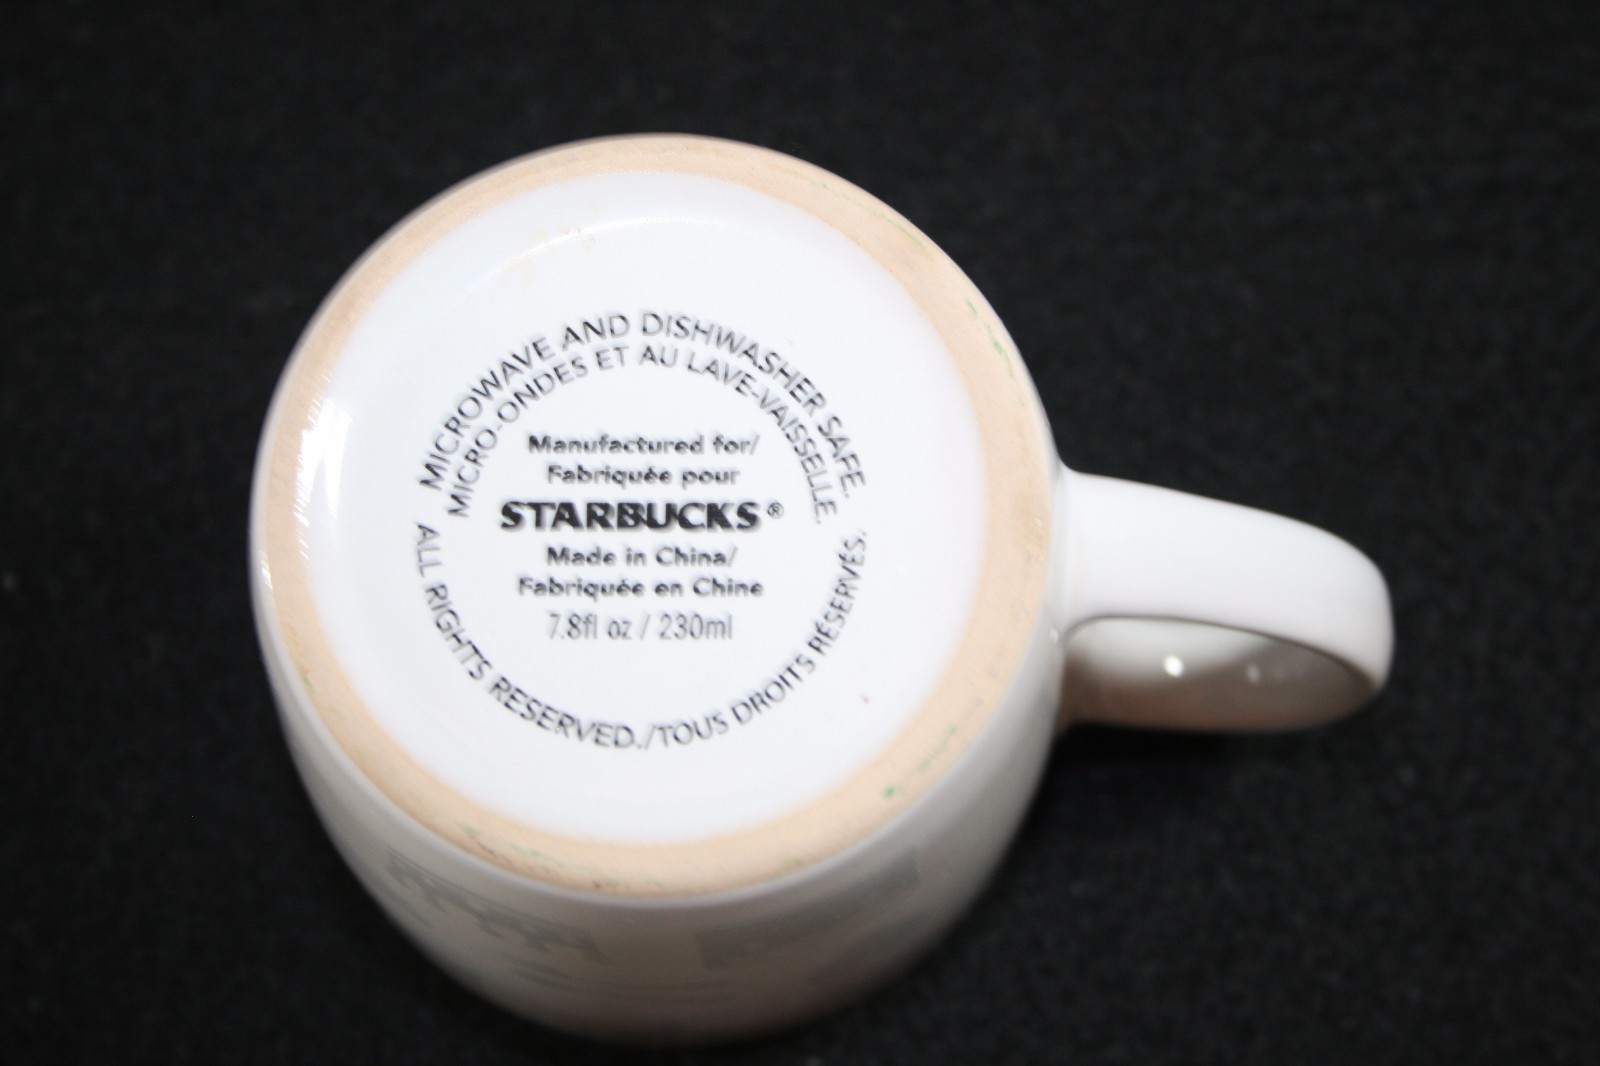 MICROWAVE AND DISHWASHER SAFE.
MICRO-ONDES ET AU LAVE-VAISSELLE.
Manufactured for/
Fabriquée pour
STARBUCKS®
Made in China/
Fabriquée en Chine
7.8fl oz / 230ml
ALL RIGHTS RESERVED./TOUS DROITS RÉSERVÉS.